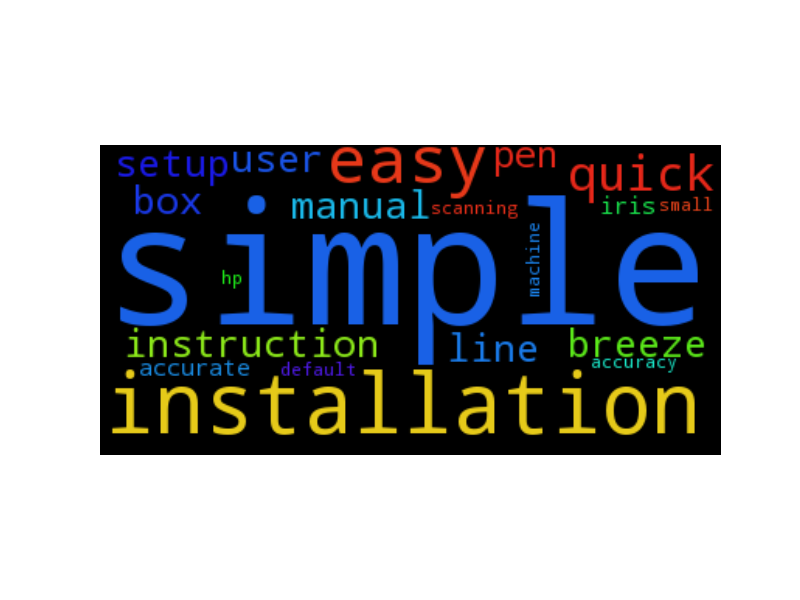 setup user easy pen quick
box manual scanning iris small
simple
hp machine
instruction line breeze
accurate default accuracy
installation